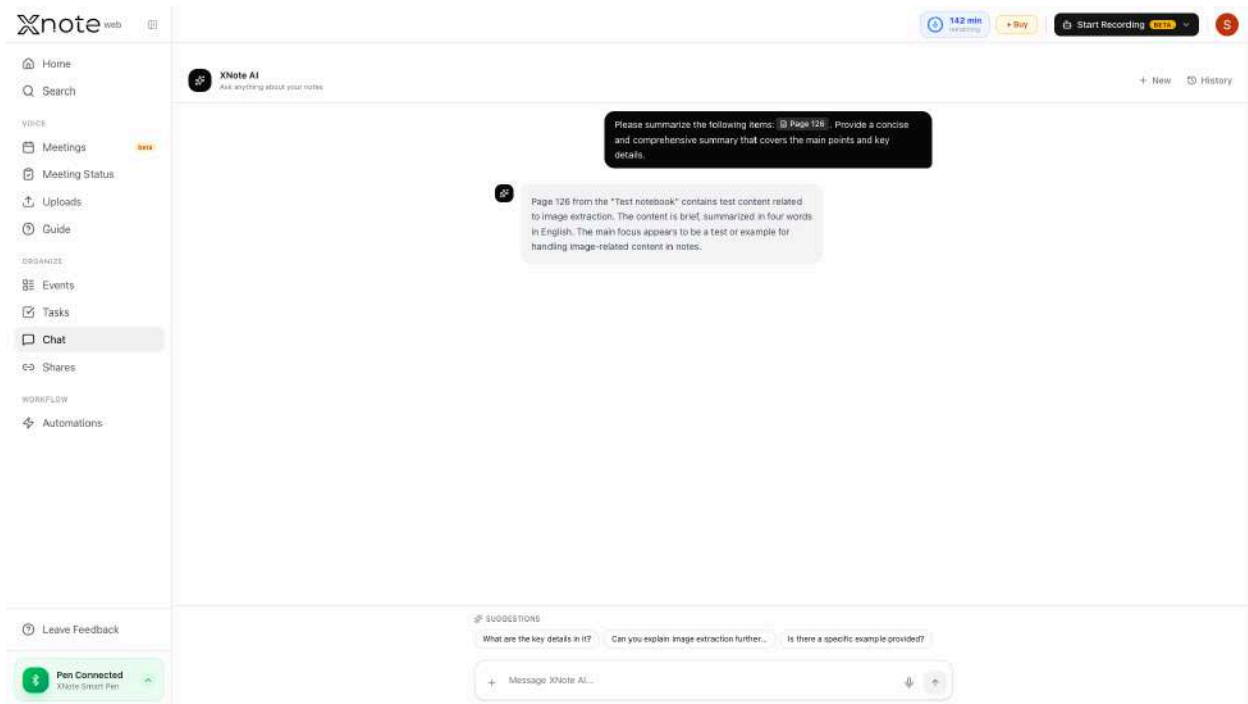 Xnote web
142 min
remaining
+ Buy
Start Recording BETA
S
Home
Search
VOICE
Meetings beta
Meeting Status
Uploads
Guide
ORGANIZE
Events
Tasks
Chat
Shares
WORKFLOW
Automations
Leave Feedback
Pen Connected
XNote Smart Pen
XNote AI
Ask anything about your notes
+ New
History
Please summarize the following items: Page 126 . Provide a concise
and comprehensive summary that covers the main points and key
details.
Page 126 from the "Test notebook" contains test content related
to image extraction. The content is brief, summarized in four words
in English. The main focus appears to be a test or example for
handling image-related content in notes.
SUGGESTIONS
What are the key details in it?
Can you explain image extraction further...
Is there a specific example provided?
+ Message XNote AI...